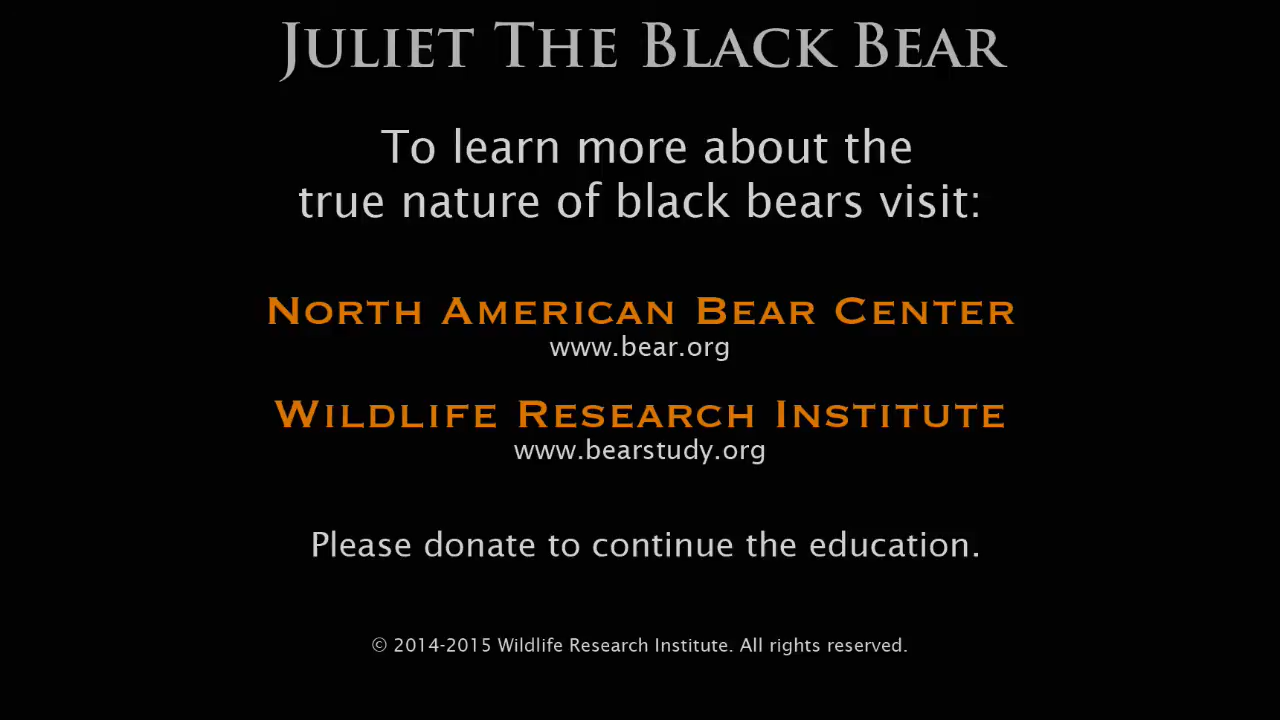 Juliet The Black Bear
To learn more about the
true nature of black bears visit:
North American Bear Center
www.bear.org
Wildlife Research Institute
www.bearstudy.org
Please donate to continue the education.
© 2014-2015 Wildlife Research Institute. All rights reserved.